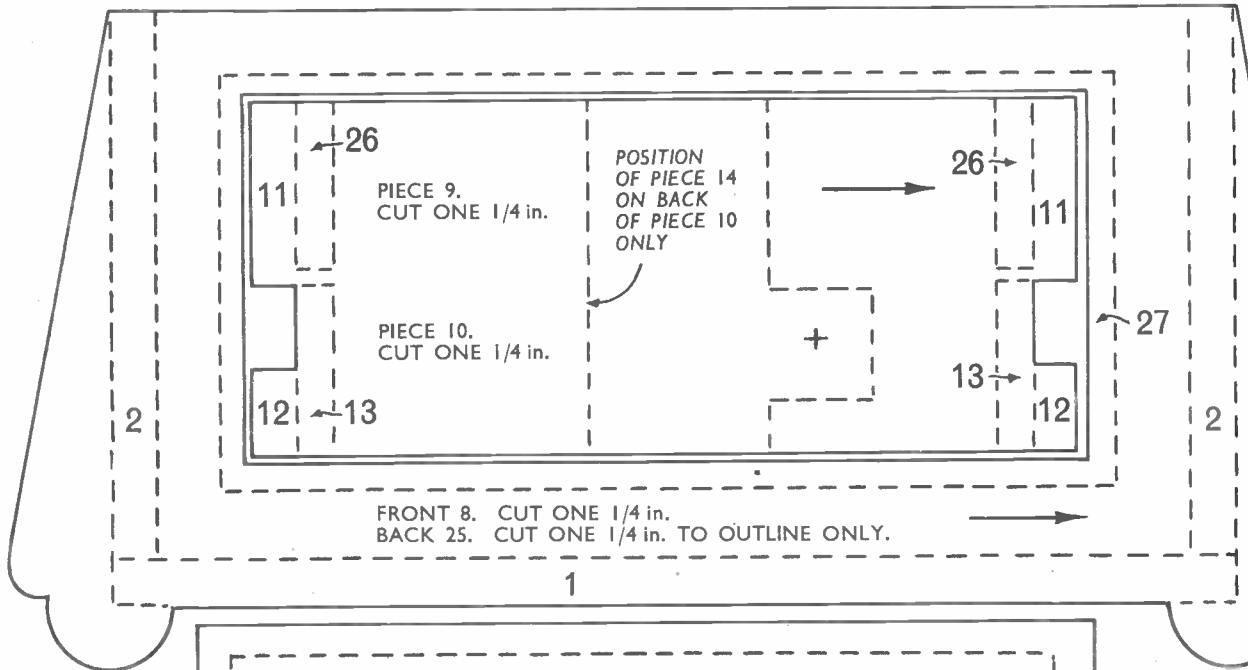 26
11
PIECE 9.
CUT ONE 1/4 in.
POSITION
OF PIECE 14
ON BACK
OF PIECE 10
ONLY
26
11
PIECE 10.
CUT ONE 1/4 in.
27
2
12
13
13
12
2
FRONT 8. CUT ONE 1/4 in.
BACK 25. CUT ONE 1/4 in. TO OUTLINE ONLY.
1